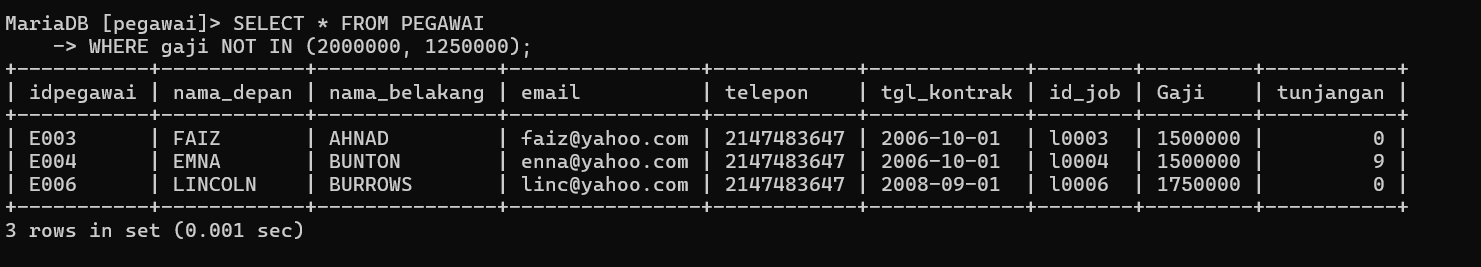 MariaDB [pegawai]> SELECT * FROM PEGAWAI
    -> WHERE gaji NOT IN (2000000, 1250000);
+-----------+------------+---------------+----------------+------------+-------------+--------+---------+-----------+
| idpegawai | nama_depan | nama_belakang | email          | telepon    | tgl_kontrak | id_job | Gaji    | tunjangan |
+-----------+------------+---------------+----------------+------------+-------------+--------+---------+-----------+
| E003      | FAIZ       | AHNAD         | faiz@yahoo.com | 2147483647 | 2006-10-01  | l0003  | 1500000 |         0 |
| E004      | EMNA       | BUNTON        | enna@yahoo.com | 2147483647 | 2006-10-01  | l0004  | 1500000 |         9 |
| E006      | LINCOLN    | BURROWS       | linc@yahoo.com | 2147483647 | 2008-09-01  | l0006  | 1750000 |         0 |
+-----------+------------+---------------+----------------+------------+-------------+--------+---------+-----------+
3 rows in set (0.001 sec)